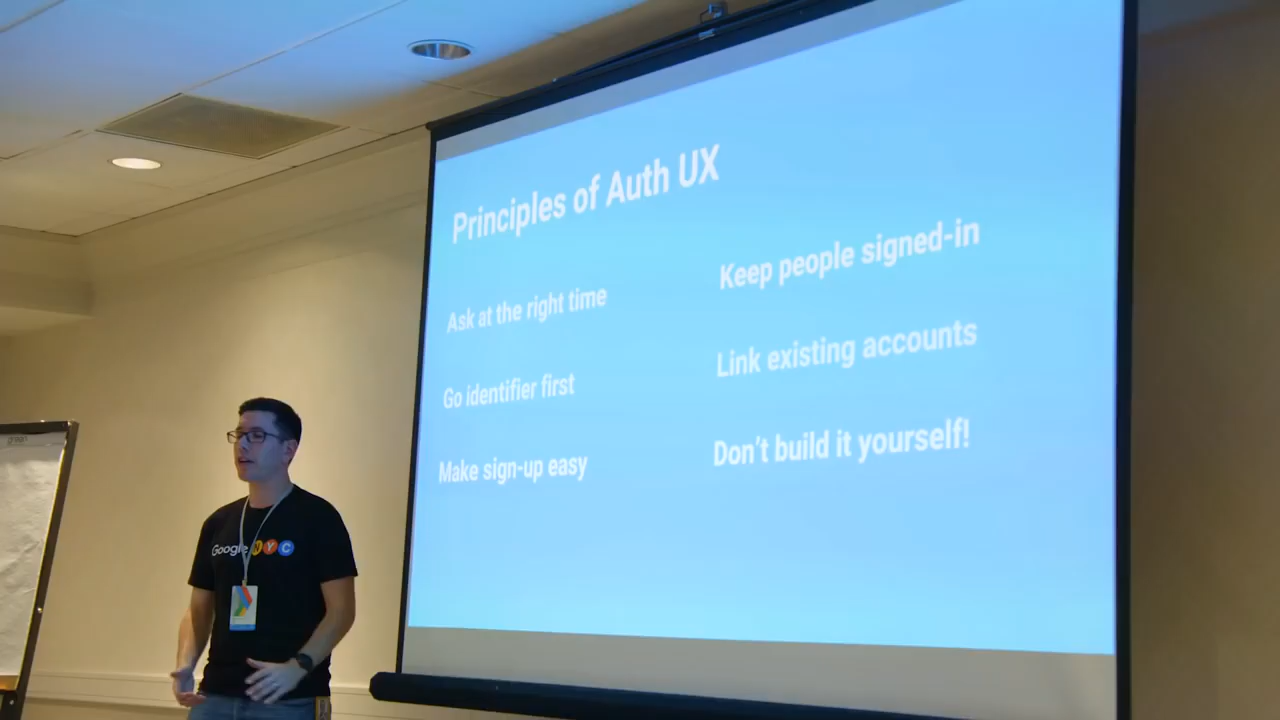 Principles of Auth UX
Ask at the right time
Go identifier first
Make sign-up easy
Keep people signed-in
Link existing accounts
Don't build it yourself!
Google NYC